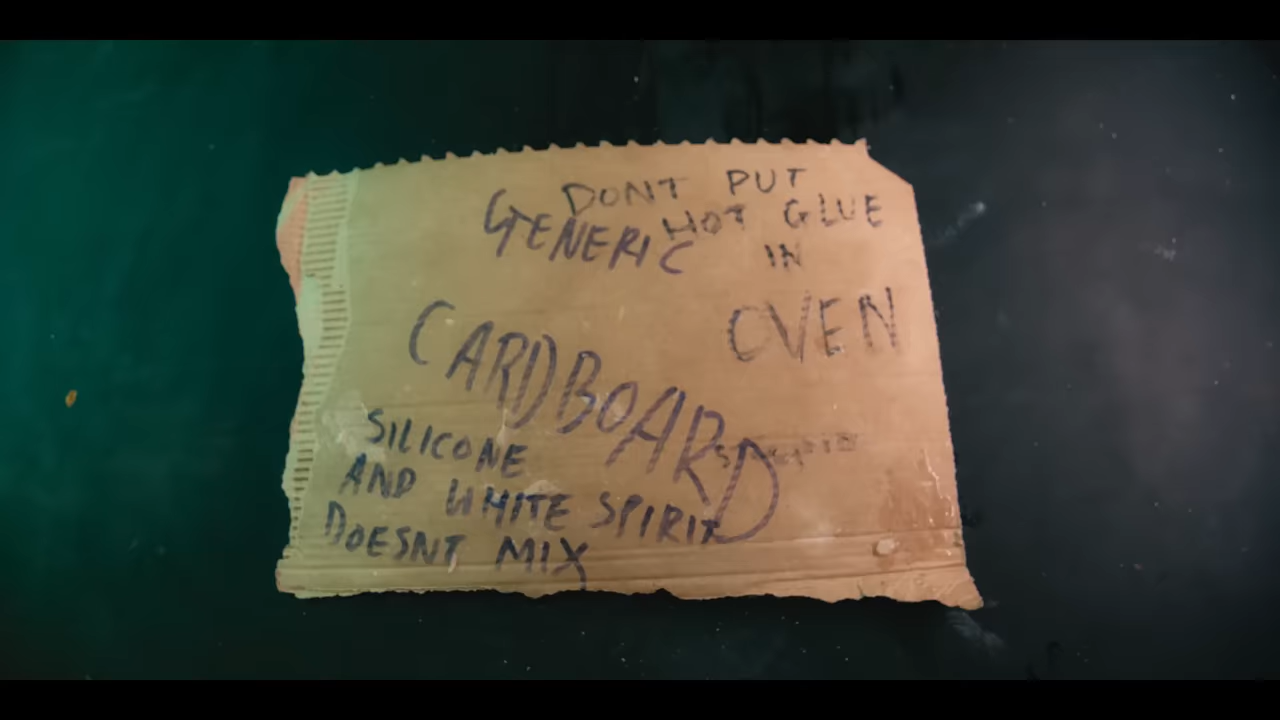 DONT PUT
HOT GLUE
IN
OVEN
GENERIC
CARDBOARD
SILICONE
AND WHITE SPIRIT
DOESNT MIX